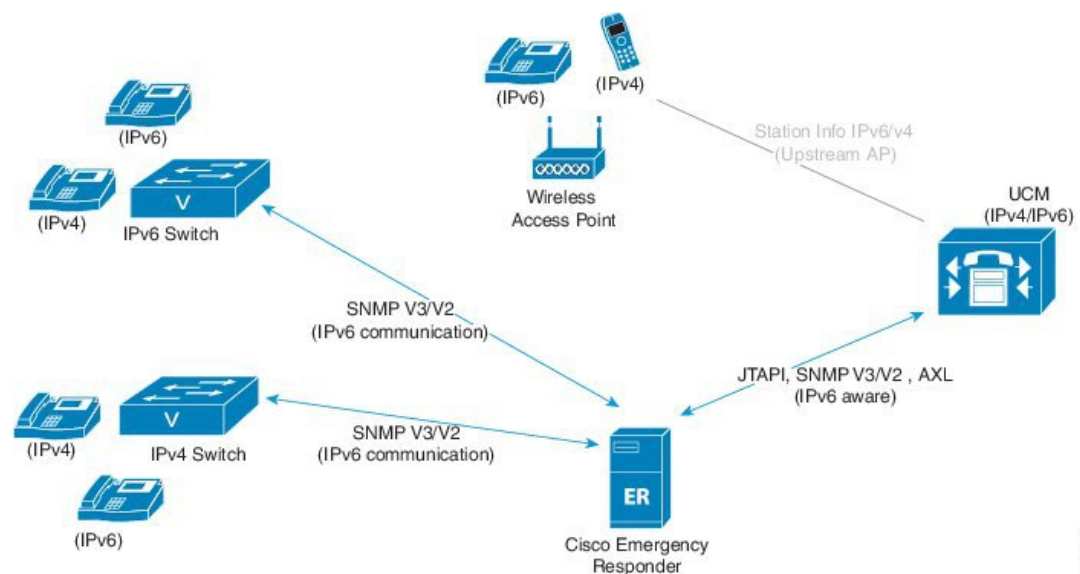 (IPv6)
(IPv4)
(IPv6)
(IPv4)
V
IPv6 Switch
Wireless
Access Point
Station Info IPv6/v4
(Upstream AP)
UCM
(IPv4/IPv6)
SNMP V3/V2
(IPv6 communication)
JTAPI, SNMP V3/V2 , AXL
(IPv6 aware)
(IPv4)
V
IPv4 Switch
(IPv6)
SNMP V3/V2
(IPv6 communication)
ER
Cisco Emergency
Responder